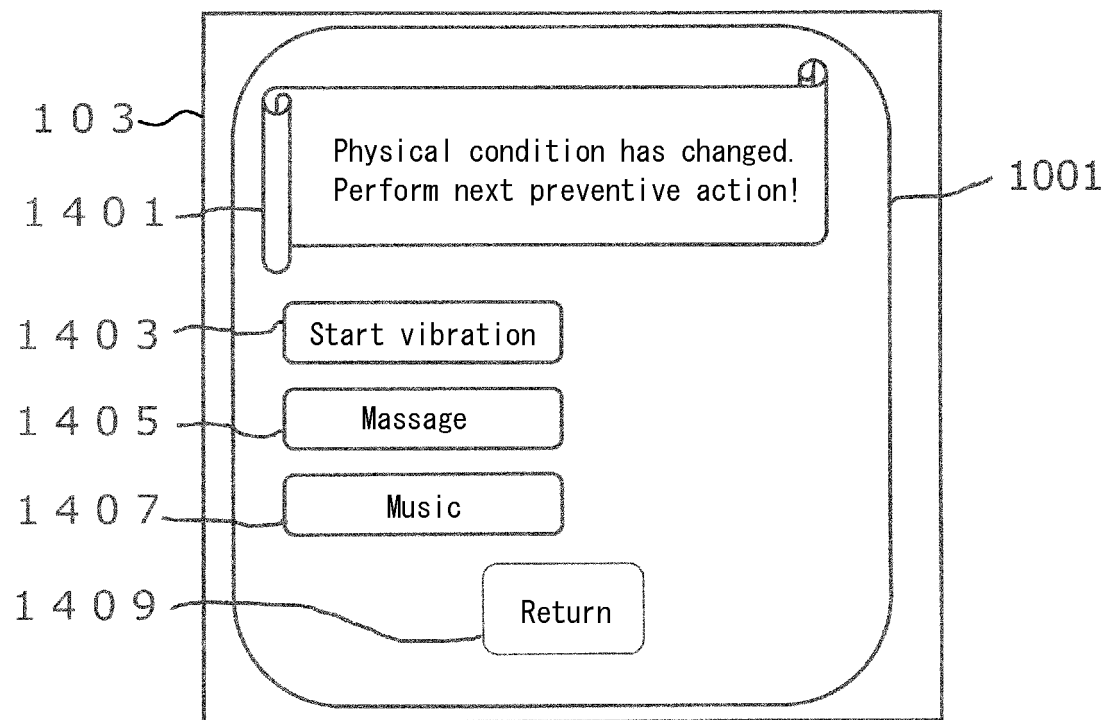 103
Physical condition has changed.
Perform next preventive action!
1001
1401
1403
Start vibration
1405
Massage
1407
Music
1409
Return